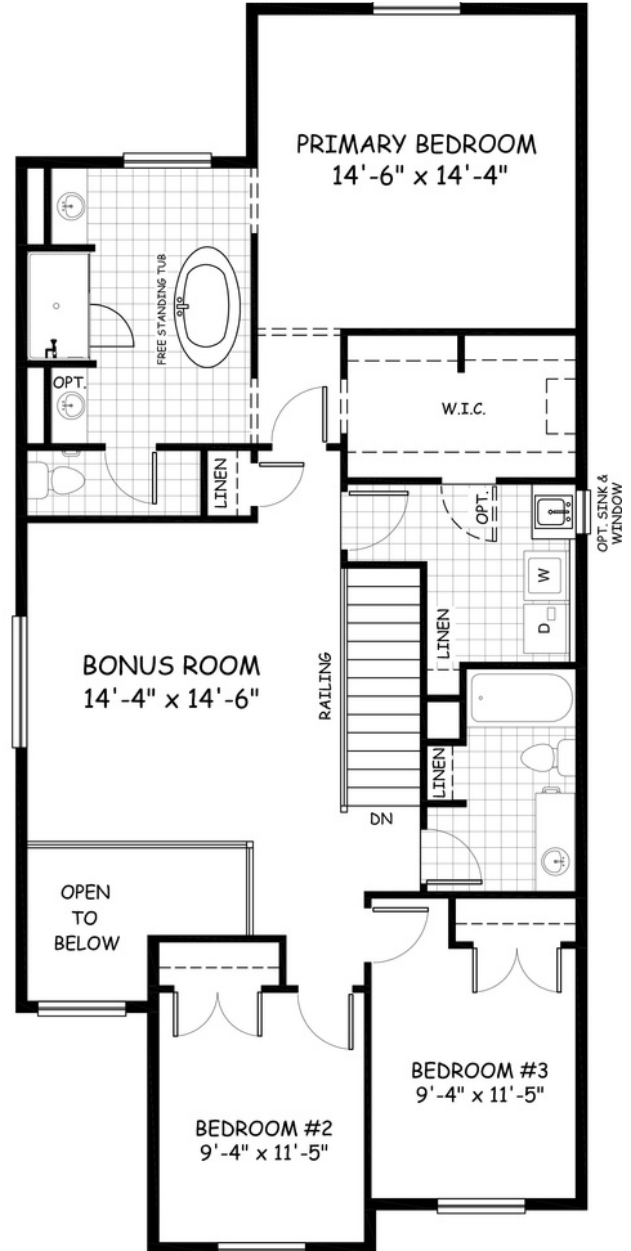 PRIMARY BEDROOM
14'-6" x 14'-4"
FREE STANDING TUB
OPT.
W.I.C.
LINEN
OPT.
OPT. SINK &
WINDOW
W
D
LINEN
BONUS ROOM
14'-4" x 14'-6"
RAILING
LINEN
DN
OPEN
TO
BELOW
BEDROOM #3
9'-4" x 11'-5"
BEDROOM #2
9'-4" x 11'-5"